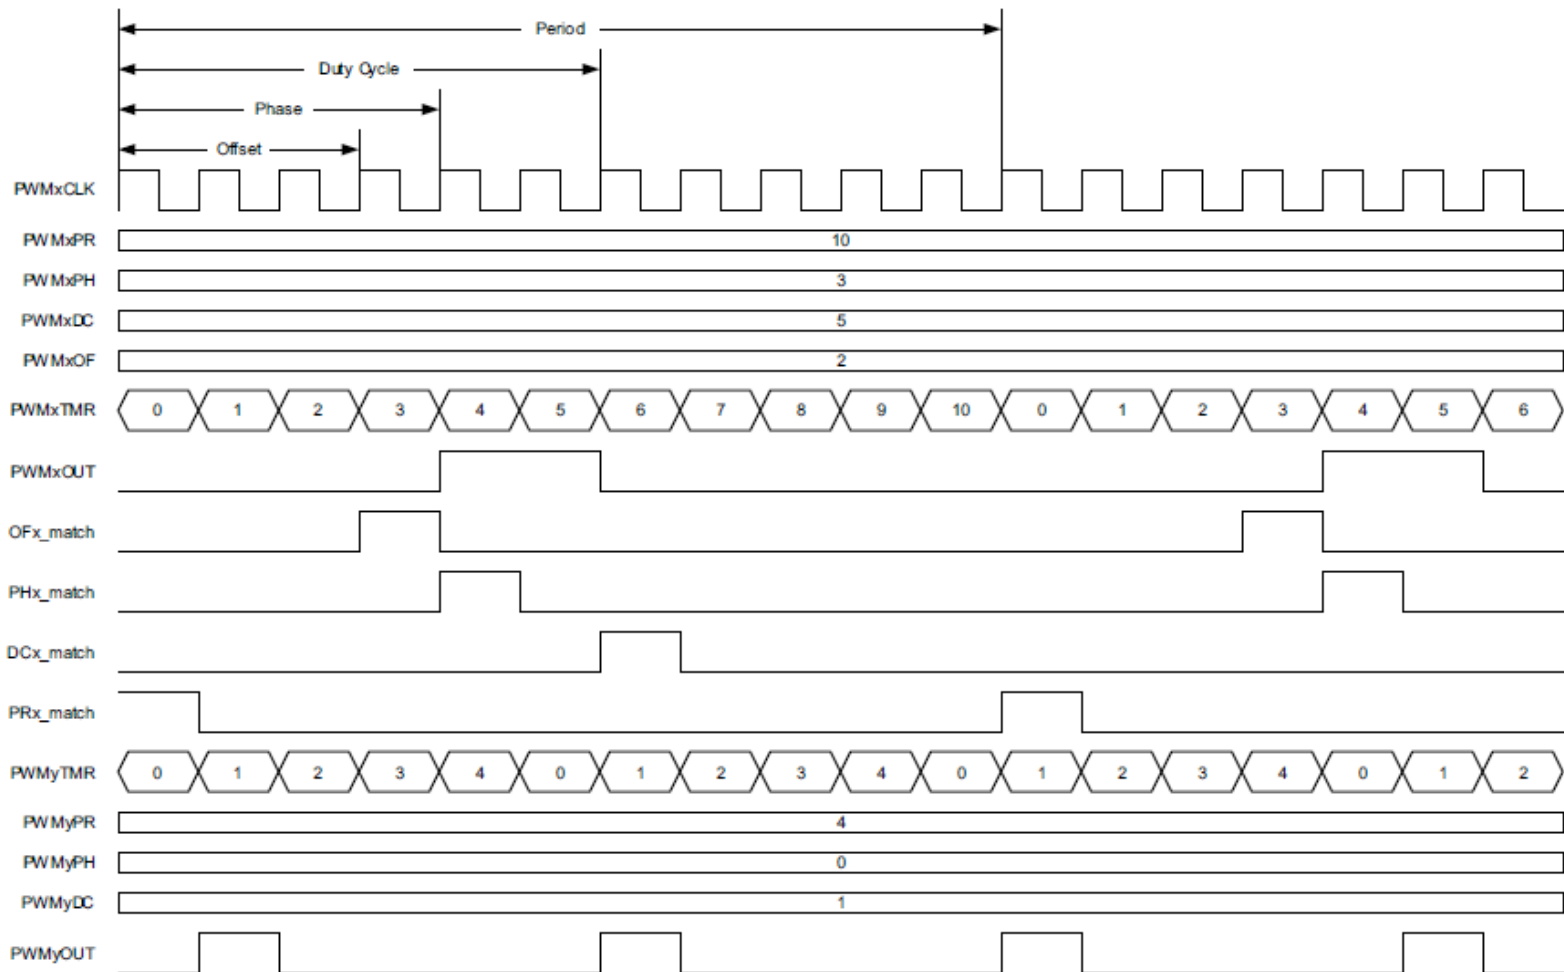 Period
Duty Cycle
Phase
Offset
PWMxCLK
PWMxPR 10
PWMxPH 3
PWMxDC 5
PWMxOF 2
PWMxTMR 0 1 2 3 4 5 6 7 8 9 10 0 1 2 3 4 5 6
PWMxOUT
OFx_match
PHx_match
DCx_match
PRx_match
PWMyTMR 0 1 2 3 4 0 1 2 3 4 0 1 2 3 4 0 1 2
PWMyPR 4
PWMyPH 0
PWMyDC 1
PWMyOUT